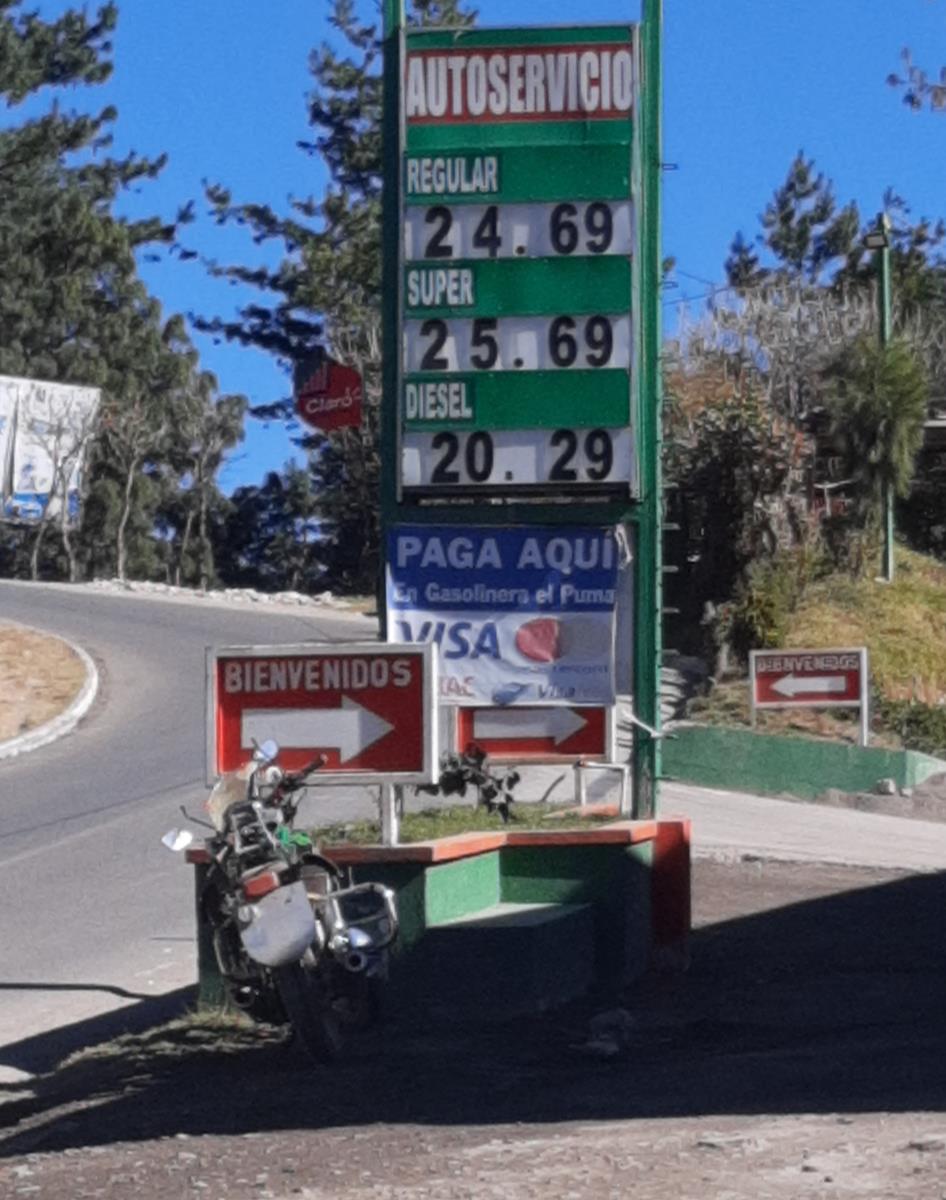 AUTOSERVICIO
REGULAR
24.69
SUPER
25.69
DIESEL
20.29
Claro
PAGA AQUI
En Gasolinera el Puma
VISA
BIENVENIDOS
BIENVENIDOS